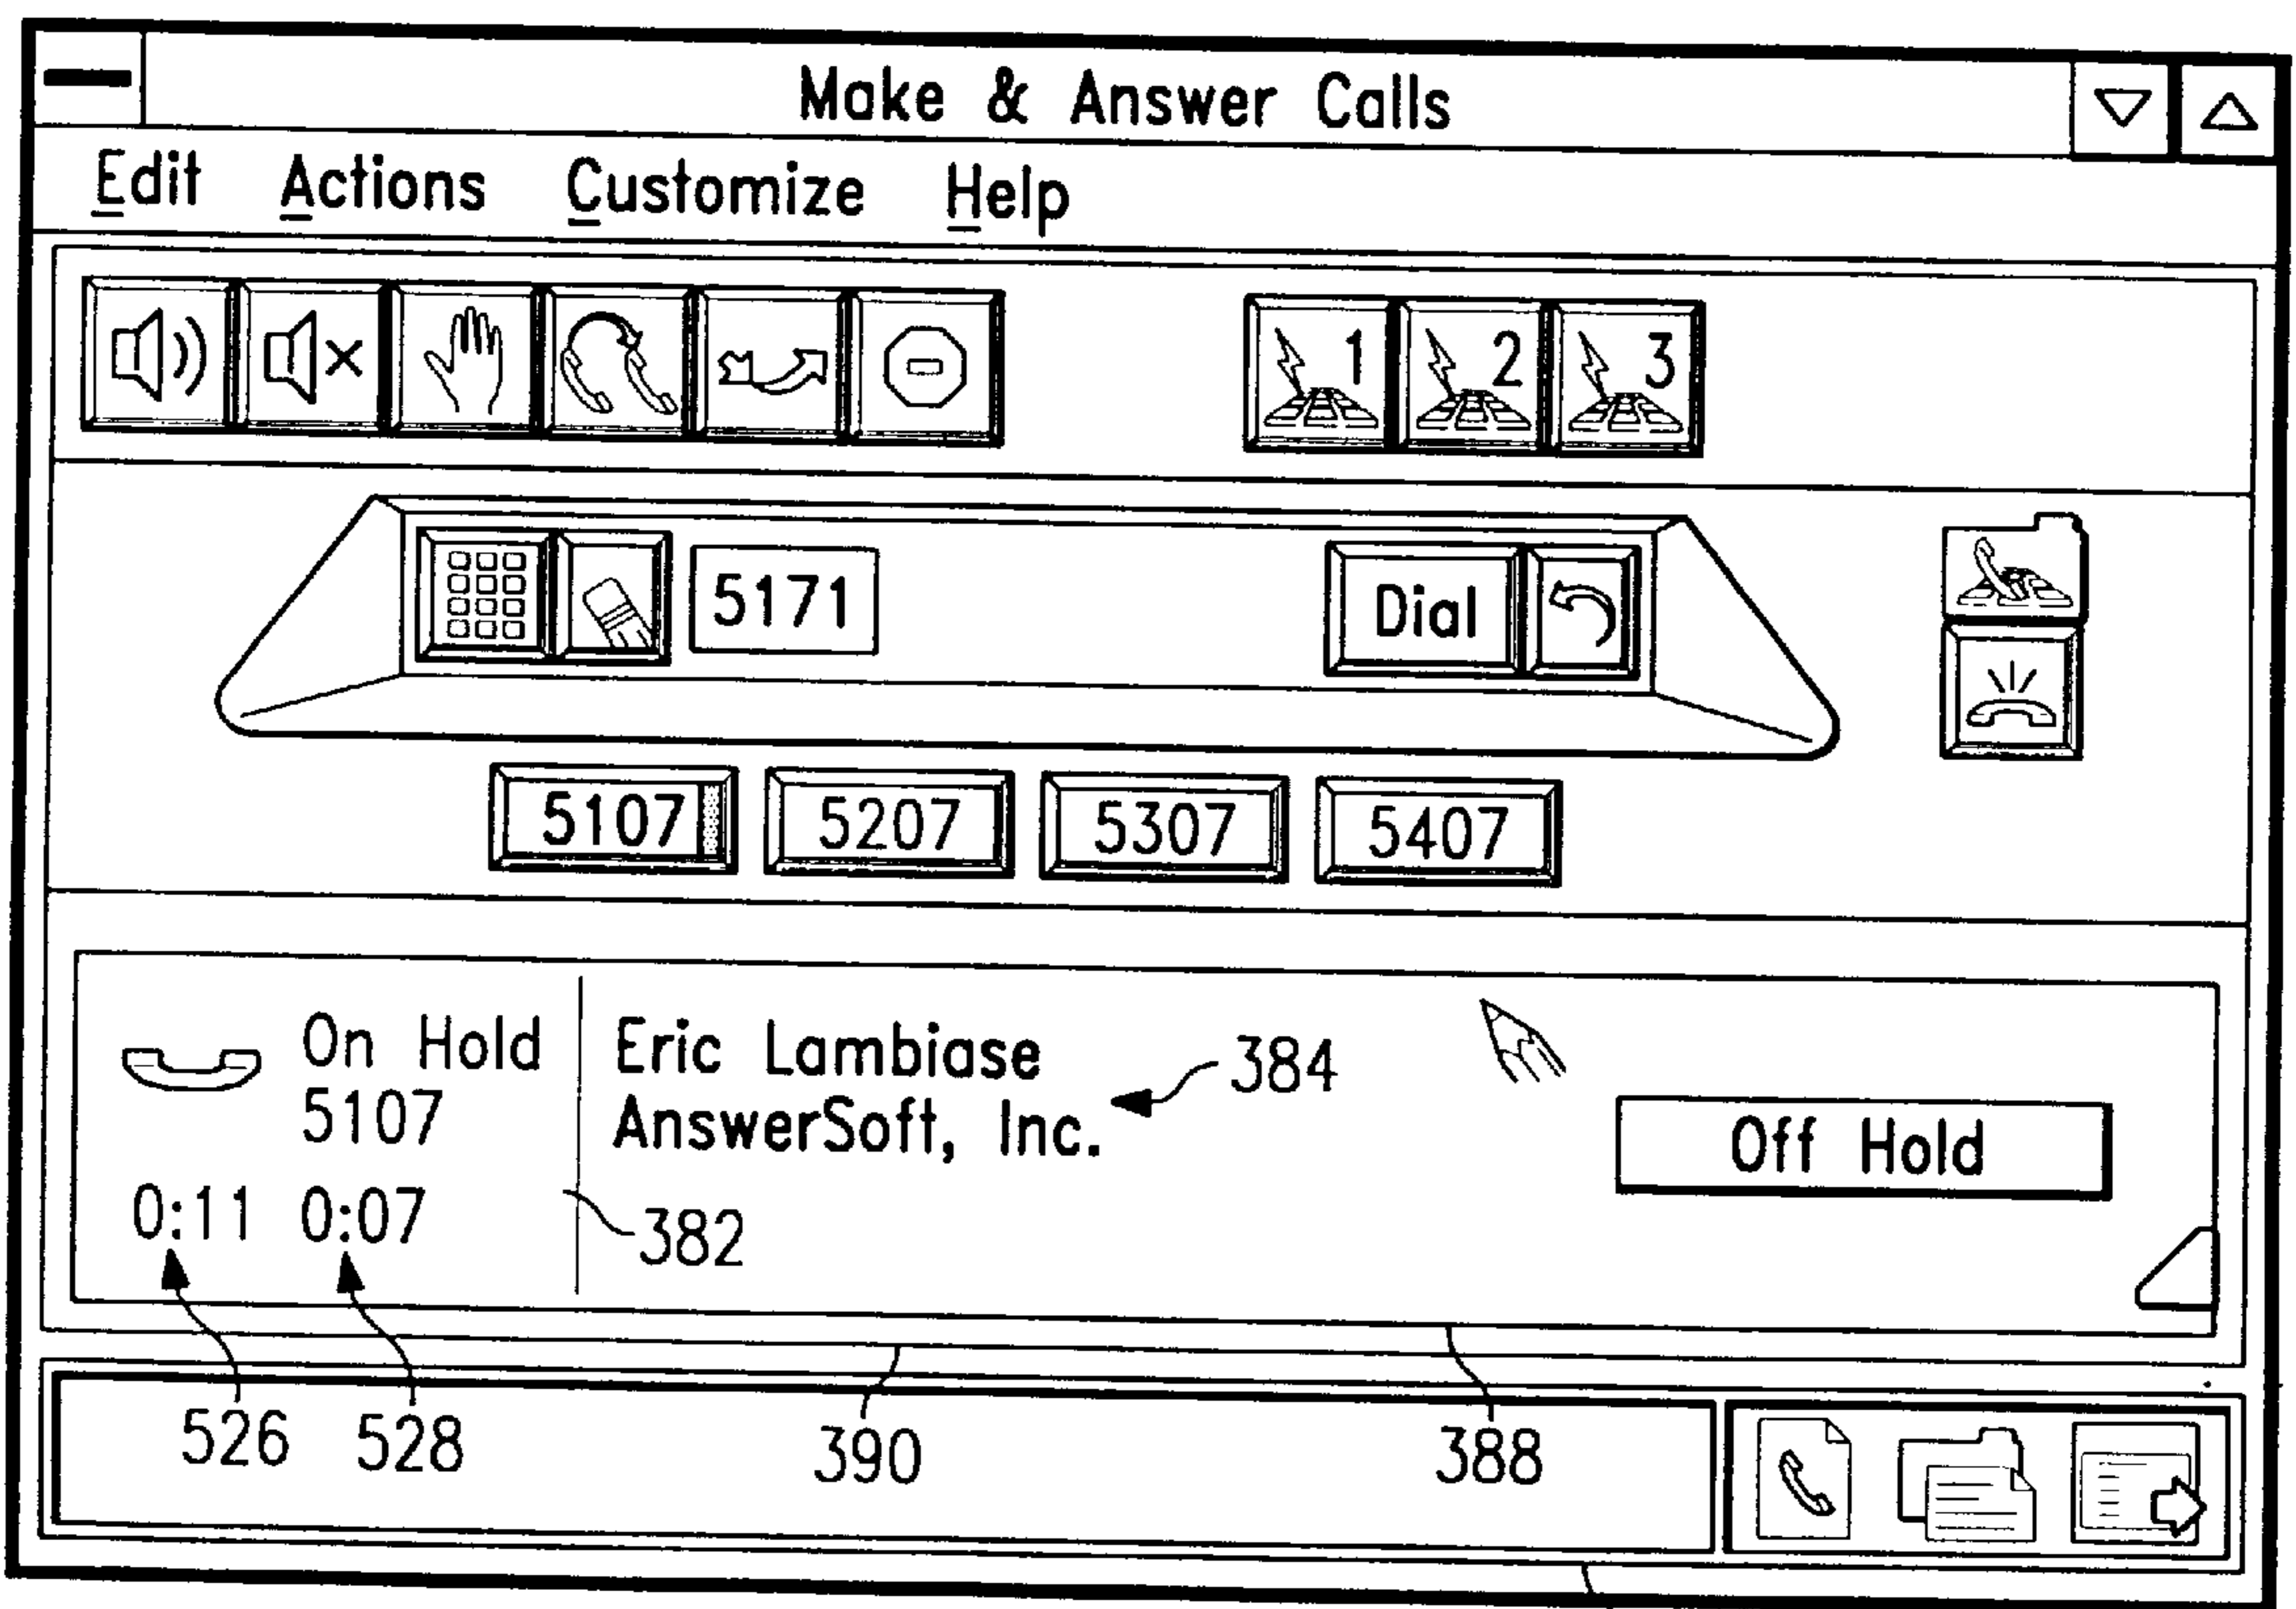 Make & Answer Calls
Edit Actions Customize Help
1 2 3
5171 Dial
5107 5207 5307 5407
On Hold
5107
0:11 0:07
Eric Lambiase
AnswerSoft, Inc.
384
Off Hold
382
526 528 390 388